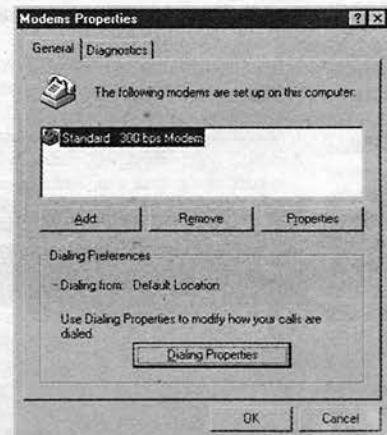 Modems Properties
General
Diagnostics
The following modems are set up on this computer:
Standard 300 bps Modem
Add
Remove
Properties
Dialing Preferences
Dialing from: Default Location
Use Dialing Properties to modify how your calls are
dialed.
Dialing Properties
OK
Cancel